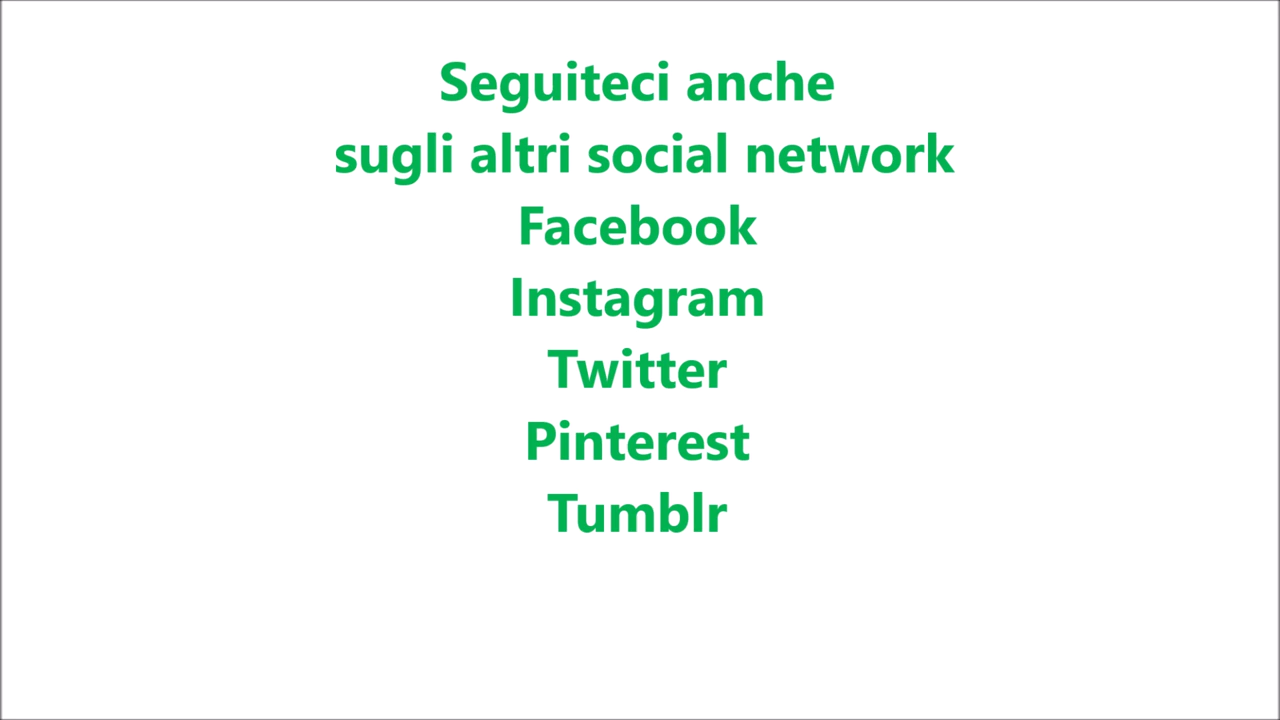 Seguiteci anche
sugli altri social network
Facebook
Instagram
Twitter
Pinterest
Tumblr